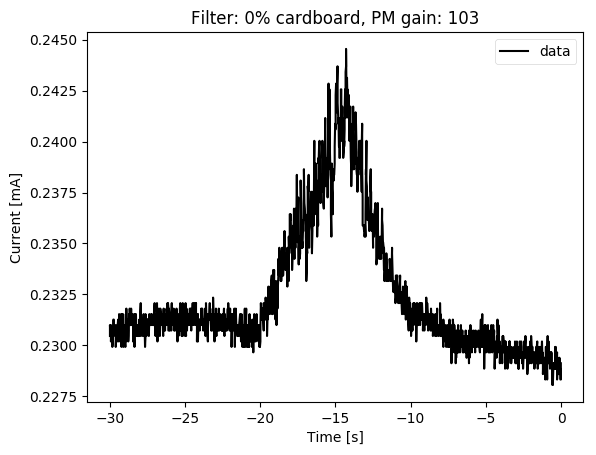 Filter: 0% cardboard, PM gain: 103
data
Current [mA]
0.2450
0.2425
0.2400
0.2375
0.2350
0.2325
0.2300
0.2275
−30 −25 −20 −15 −10 −5 0
Time [s]